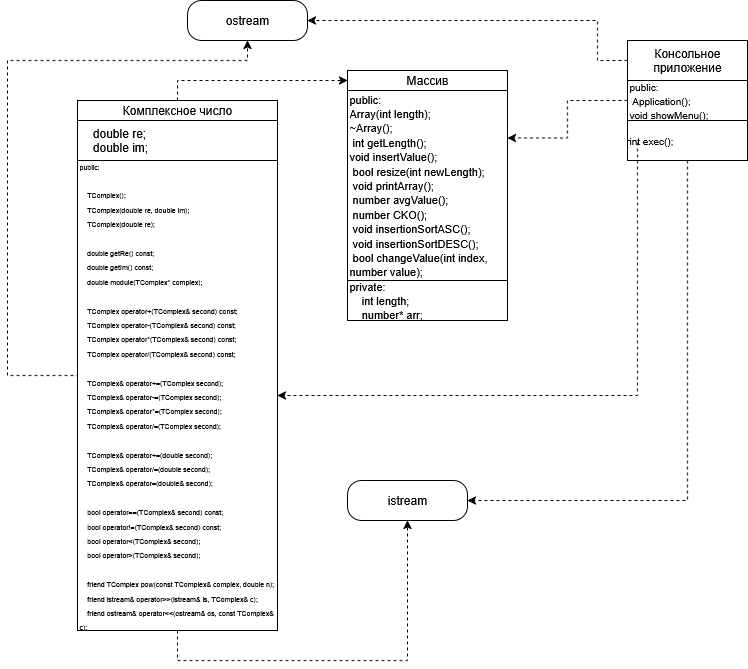 ostream
Консольное
приложение
public:
Application();
void showMenu();
int exec();
Массив
public:
Array(int length);
~Array();
int getLength();
void insertValue();
bool resize(int newLength);
void printArray();
number avgValue();
number CKO();
void insertionSortASC();
void insertionSortDESC();
bool changeValue(int index,
number value);
private:
int length;
number* arr;
Комплексное число
double re;
double im;
public:
TComplex();
TComplex(double re, double im);
TComplex(double re);
double getRe() const;
double getIm() const;
double module(TComplex* complex);
TComplex operator+(TComplex& second) const;
TComplex operator-(TComplex& second) const;
TComplex operator*(TComplex& second) const;
TComplex operator/(TComplex& second) const;
TComplex& operator+=(TComplex second);
TComplex& operator-=(TComplex second);
TComplex& operator*=(TComplex second);
TComplex& operator/=(TComplex second);
TComplex& operator+=(double second);
TComplex& operator/=(double second);
TComplex& operator=(double& second);
bool operator==(TComplex& second) const;
bool operator!=(TComplex& second) const;
bool operator<(TComplex& second);
bool operator>(TComplex& second);
friend TComplex pow(const TComplex& complex, double n);
friend istream& operator>>(istream& is, TComplex& c);
friend ostream& operator<<(ostream& os, const TComplex&
c);
istream